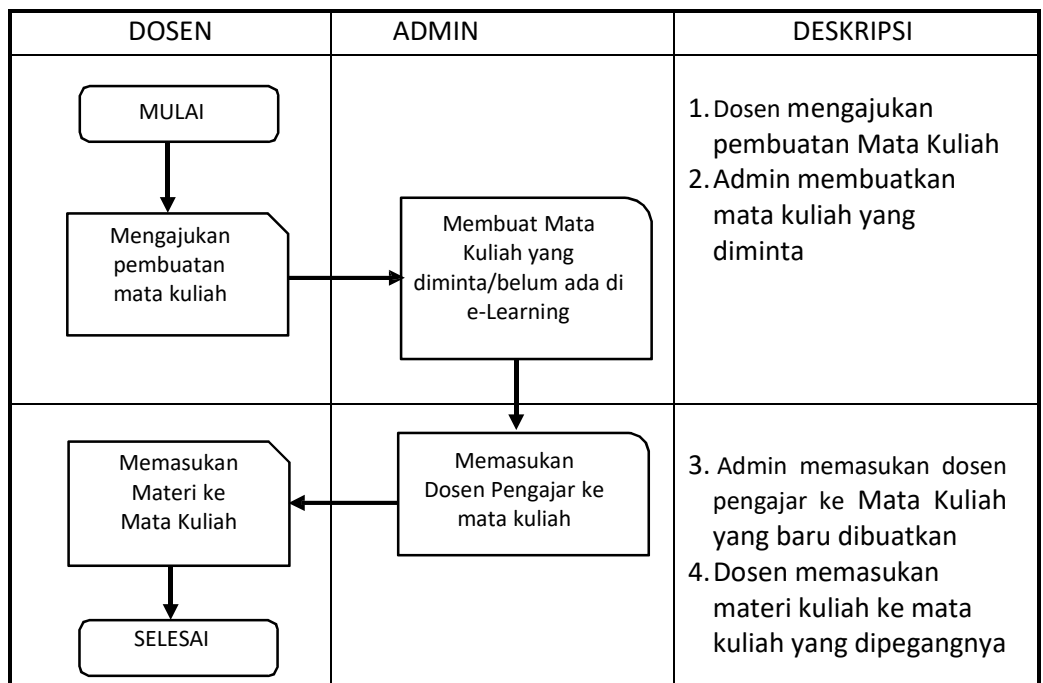 DOSEN
ADMIN
DESKRIPSI
MULAI
Mengajukan
pembuatan
mata kuliah
Membuat Mata
Kuliah yang
diminta/belum ada di
e-Learning
1. Dosen mengajukan
pembuatan Mata Kuliah
2. Admin membuatkan
mata kuliah yang
diminta
Memasukan
Materi ke
Mata Kuliah
SELESAI
Memasukan
Dosen Pengajar ke
mata kuliah
3. Admin memasukan dosen
pengajar ke Mata Kuliah
yang baru dibuatkan
4. Dosen memasukan
materi kuliah ke mata
kuliah yang dipegangnya